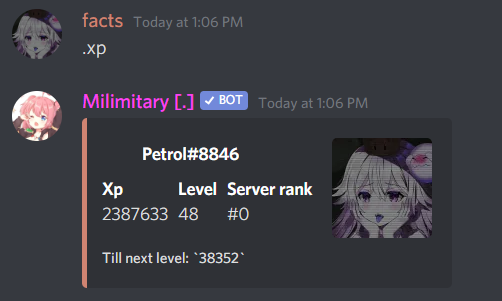 facts Today at 1:06 PM
.xp
Milimitary [.] BOT Today at 1:06 PM
Petrol#8846
Xp Level Server rank
2387633 48 #0
Till next level: `38352`